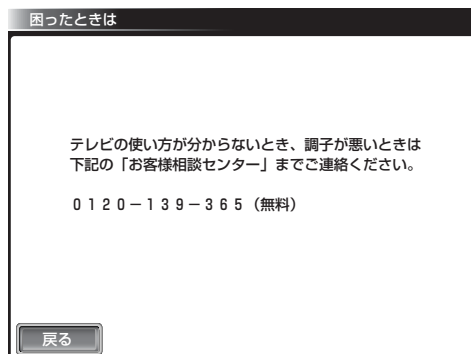 困ったときは
テレビの使い方が分からないとき、調子が悪いときは
下記の「お客様相談センター」までご連絡ください。
０１２０－１３９－３６５（無料）
戻る